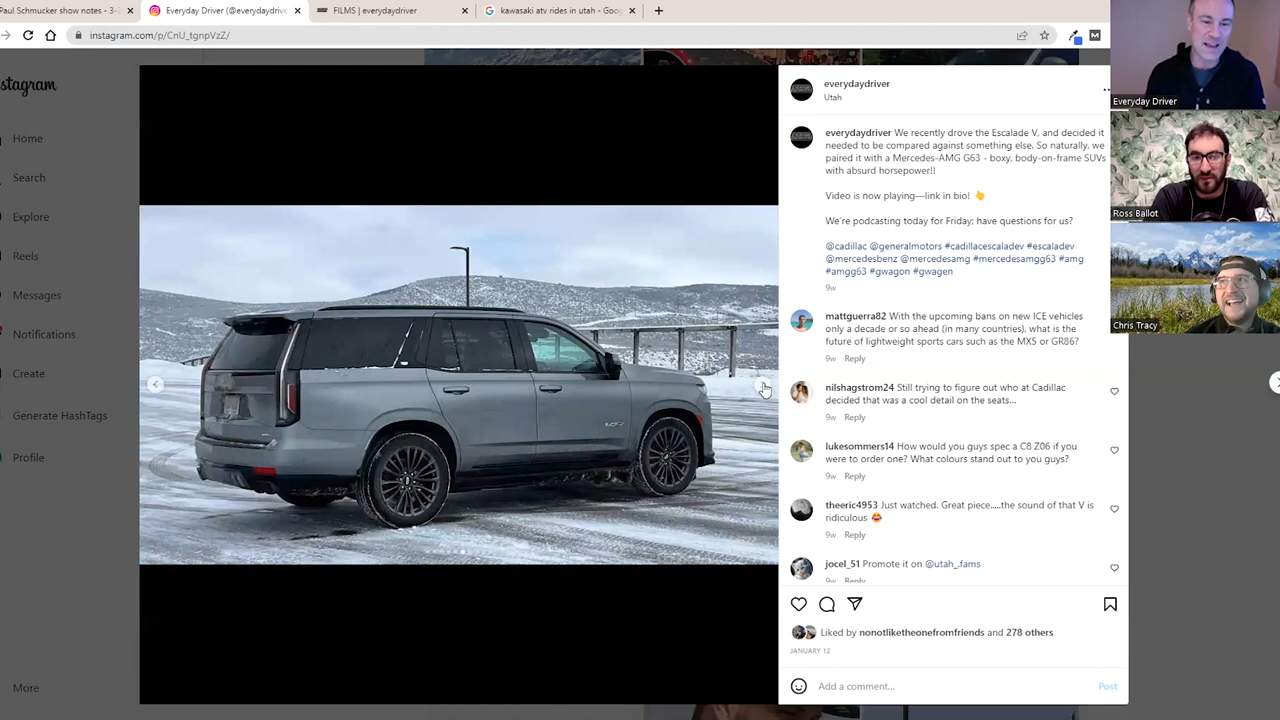 Paul Schmucker show notes - 3-2
Everyday Driver (@everydaydrive
FILMS | everydaydriver
kawasaki atv rides in utah - Goog
instagram.com/p/CnU_tgnpVzZ/
nstagram
Home
Search
Explore
Reels
Messages
Notifications
Create
Generate HashTags
Profile
More
everydaydriver
Utah
everydaydriver We recently drove the Escalade V, and decided it
needed to be compared against something else. So naturally, we
paired it with a Mercedes-AMG G63 - boxy, body-on-frame SUVs
with absurd horsepower!!
Video is now playing—link in bio! 👆
We're podcasting today for Friday; have questions for us?
@cadillac @generalmotors #cadillacescaladev #escaladev
@mercedesbenz @mercedesamg #mercedesamgg63 #amg
#amgg63 #gwagon #gwagen
9w
mattguerra82 With the upcoming bans on new ICE vehicles
only a decade or so ahead (in many countries), what is the
future of lightweight sports cars such as the MX5 or GR86?
9w Reply
nilshagstrom24 Still trying to figure out who at Cadillac
decided that was a cool detail on the seats...
9w Reply
lukesommers14 How would you guys spec a C8 Z06 if you
were to order one? What colours stand out to you guys?
9w Reply
theeric4953 Just watched. Great piece.....the sound of that V is
ridiculous 😂
9w Reply
jocel_51 Promote it on @utah_.fams
9w Reply
Liked by nonotliketheonefromfriends and 278 others
JANUARY 12
Add a comment...
Post
Everyday Driver
Ross Ballot
Chris Tracy